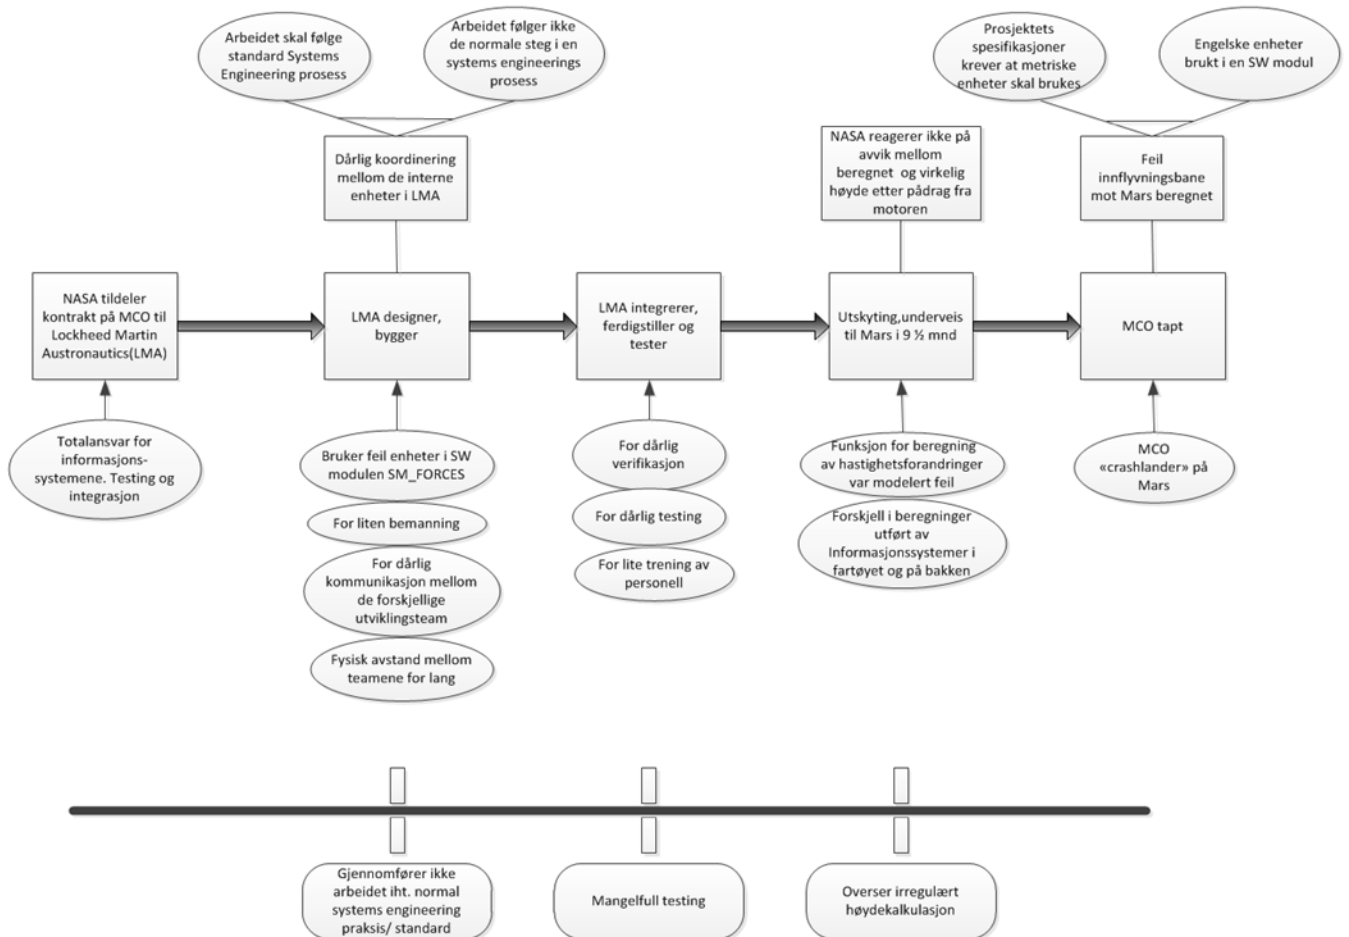 Arbeidet skal følge
standard Systems
Engineering prosess
Arbeidet følger ikke
de normale steg i en
systems engineerings
prosess
Prosjektets
spesifikasjoner
krever at metriske
enheter skal brukes
Engelske enheter
brukt i en SW modul
Dårlig koordinering
mellom de interne
enheter i LMA
NASA reagerer ikke på
avvik mellom
beregnet og virkelig
høyde etter pådrag fra
motoren
Feil
innflyvningsbane
mot Mars beregnet
NASA tildeler
kontrakt på MCO til
Lockheed Martin
Austronautics(LMA)
LMA designer,
bygger
LMA integrerer,
ferdigstiller og
tester
Utskyting,underveis
til Mars i 9 ½ mnd
MCO tapt
Totalansvar for
informasjons-
systemene. Testing og
integrasjon
Bruker feil enheter i SW
modulen SM_FORCES
For liten bemanning
For dårlig
kommunikasjon mellom
de forskjellige
utviklingsteam
Fysisk avstand mellom
teamene for lang
For dårlig
verifikasjon
For dårlig testing
For lite trening av
personell
Funksjon for beregning
av hastighetsforandringer
var modelert feil
Forskjell i beregninger
utført av
Informasjonssystemer i
fartøyet og på bakken
MCO
«crashlander» på
Mars
Gjennomfører ikke
arbeidet iht. normal
systems engineering
praksis/ standard
Mangelfull testing
Overser irregulært
høydekalkulasjon